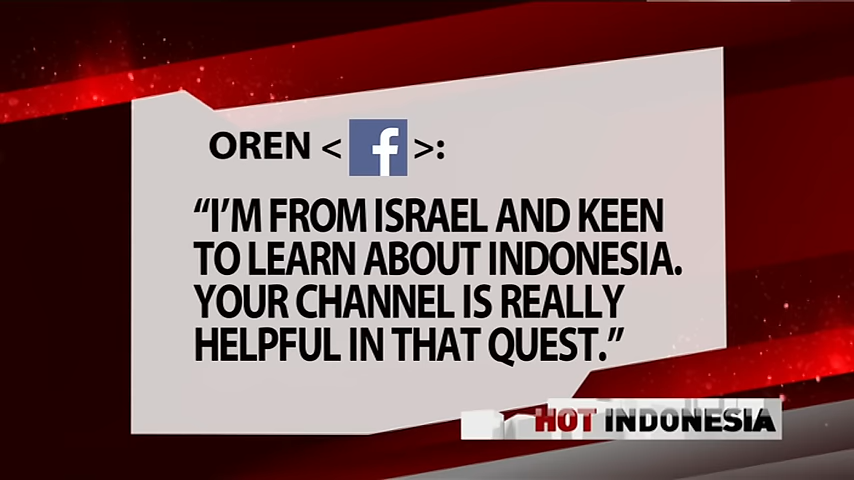 OREN < f >:
“I’M FROM ISRAEL AND KEEN
TO LEARN ABOUT INDONESIA.
YOUR CHANNEL IS REALLY
HELPFUL IN THAT QUEST.”
HOT INDONESIA